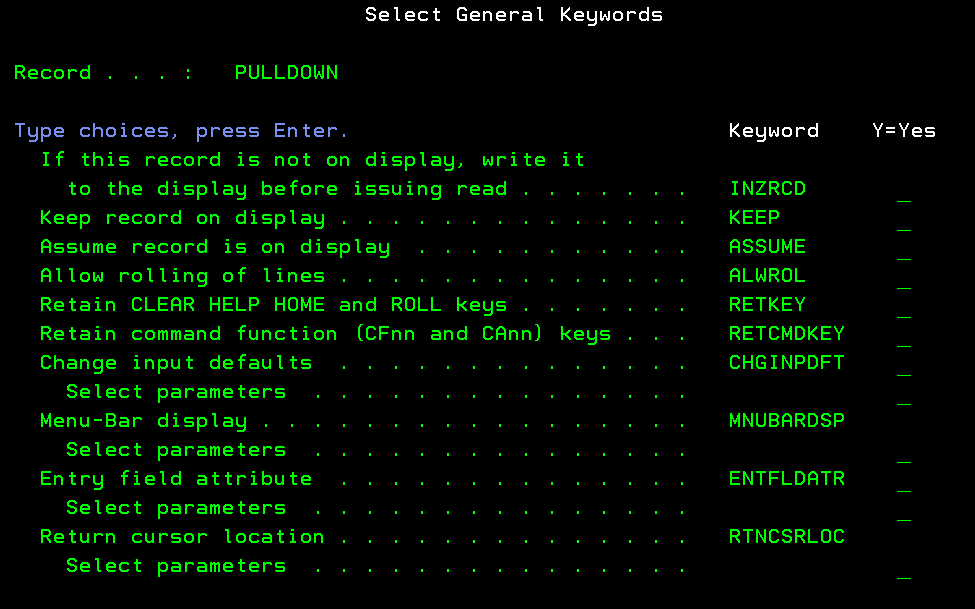 Select General Keywords
Record . . . :   PULLDOWN
Type choices, press Enter.   Keyword   Y=Yes
If this record is not on display, write it
to the display before issuing read . . . . . . .   INZRCD   _
Keep record on display . . . . . . . . . . . . . .   KEEP   _
Assume record is on display  . . . . . . . . . . .   ASSUME   _
Allow rolling of lines . . . . . . . . . . . . . .   ALWROL   _
Retain CLEAR HELP HOME and ROLL keys . . . . . . .   RETKEY   _
Retain command function (CFnn and CAnn) keys . . .   RETCMDKEY   _
Change input defaults  . . . . . . . . . . . . . .   CHGINPDFT   _
Select parameters  . . . . . . . . . . . . . . .   _
Menu-Bar display . . . . . . . . . . . . . . . . .   MNUBARDSP
Select parameters  . . . . . . . . . . . . . . .   _
Entry field attribute  . . . . . . . . . . . . . .   ENTFLDATR   _
Select parameters  . . . . . . . . . . . . . . .   _
Return cursor location . . . . . . . . . . . . . .   RTNCSRLOC
Select parameters  . . . . . . . . . . . . . . .   _